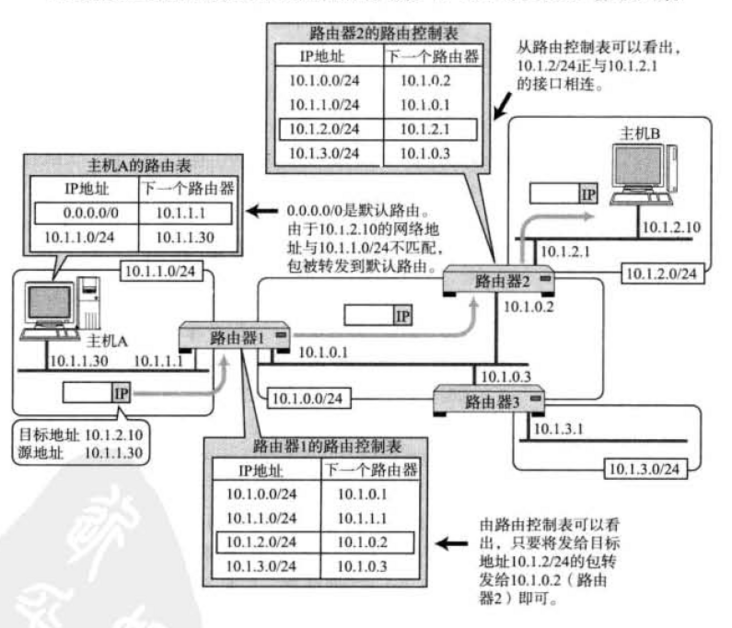 路由器2的路由控制表
IP地址 下一个路由器
10.1.0.0/24 10.1.0.2
10.1.1.0/24 10.1.0.1
10.1.2.0/24 10.1.2.1
10.1.3.0/24 10.1.0.3
从路由控制表可以看出，
10.1.2/24正与10.1.2.1
的接口相连。
主机B
IP
10.1.2.10
10.1.2.1
10.1.2.0/24
主机A的路由表
IP地址 下一个路由器
0.0.0.0/0 10.1.1.1
10.1.1.0/24 10.1.1.30
0.0.0.0/0是默认路由。
由于10.1.2.10的网络地
址与10.1.1.0/24不匹配，
包被转发到默认路由。
10.1.1.0/24
主机A
10.1.1.30 10.1.1.1
IP
目标地址 10.1.2.10
源地址 10.1.1.30
路由器1
10.1.0.1
IP
路由器2
10.1.0.2
10.1.0.3
10.1.0.0/24
路由器3
10.1.3.1
10.1.3.0/24
路由器1的路由控制表
IP地址 下一个路由器
10.1.0.0/24 10.1.0.1
10.1.1.0/24 10.1.1.1
10.1.2.0/24 10.1.0.2
10.1.3.0/24 10.1.0.3
由路由控制表可以看
出，只要将发给目标
地址10.1.2/24的包转
发给10.1.0.2（路由
器2）即可。